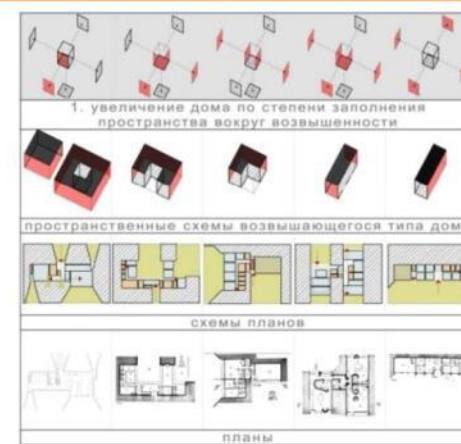 1. увеличение дома по степени заполнения
пространства вокруг возвышенности
пространственные схемы возвышающегося типа дом
схемы планов
планы